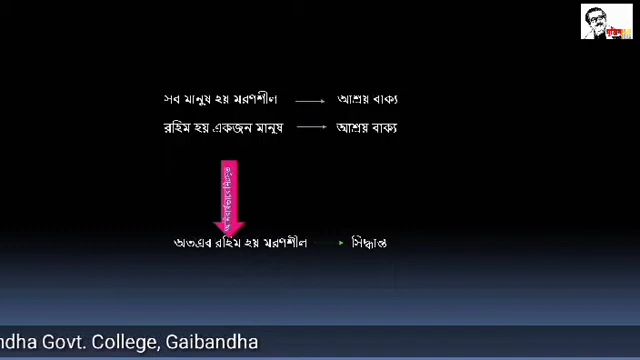 সব মানুষ হয় মরণশীল → আশ্রয় বাক্য
রহিম হয় একজন মানুষ → আশ্রয় বাক্য
অতএব রহিম হয় মরণশীল → সিদ্ধান্ত
ndha Govt. College, Gaibandha